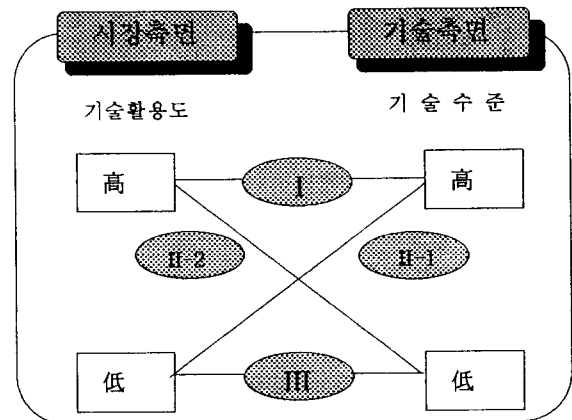 시장측면 기술측면
기술활용도 기 술 수 준
高 I 高
II-2 II-1
低 III 低